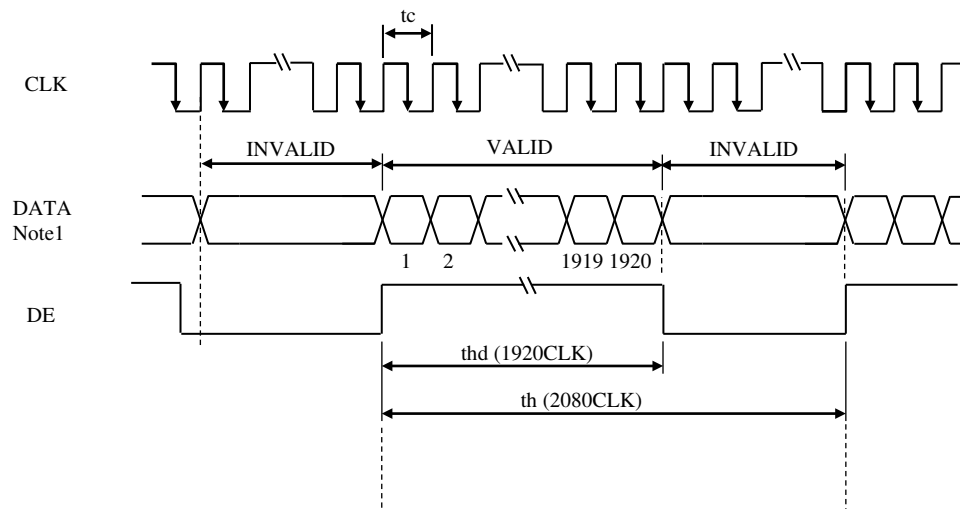 tc
CLK
INVALID VALID INVALID
DATA
Note1
1 2 1919 1920
DE
thd (1920CLK)
th (2080CLK)